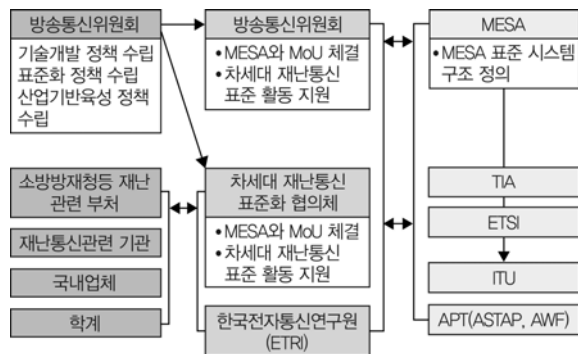 방송통신위원회
기술개발 정책 수립
표준화 정책 수립
산업기반육성 정책
수립
방송통신위원회
• MESA와 MoU 체결
• 차세대 재난통신
표준 활동 지원
MESA
• MESA 표준 시스템
구조 정의
소방방재청등 재난
관련 부처
재난통신관련 기관
국내업체
학계
차세대 재난통신
표준화 협의체
• MESA와 MoU 체결
• 차세대 재난통신
표준 활동 지원
한국전자통신연구원
(ETRI)
TIA
ETSI
ITU
APT(ASTAP, AWF)